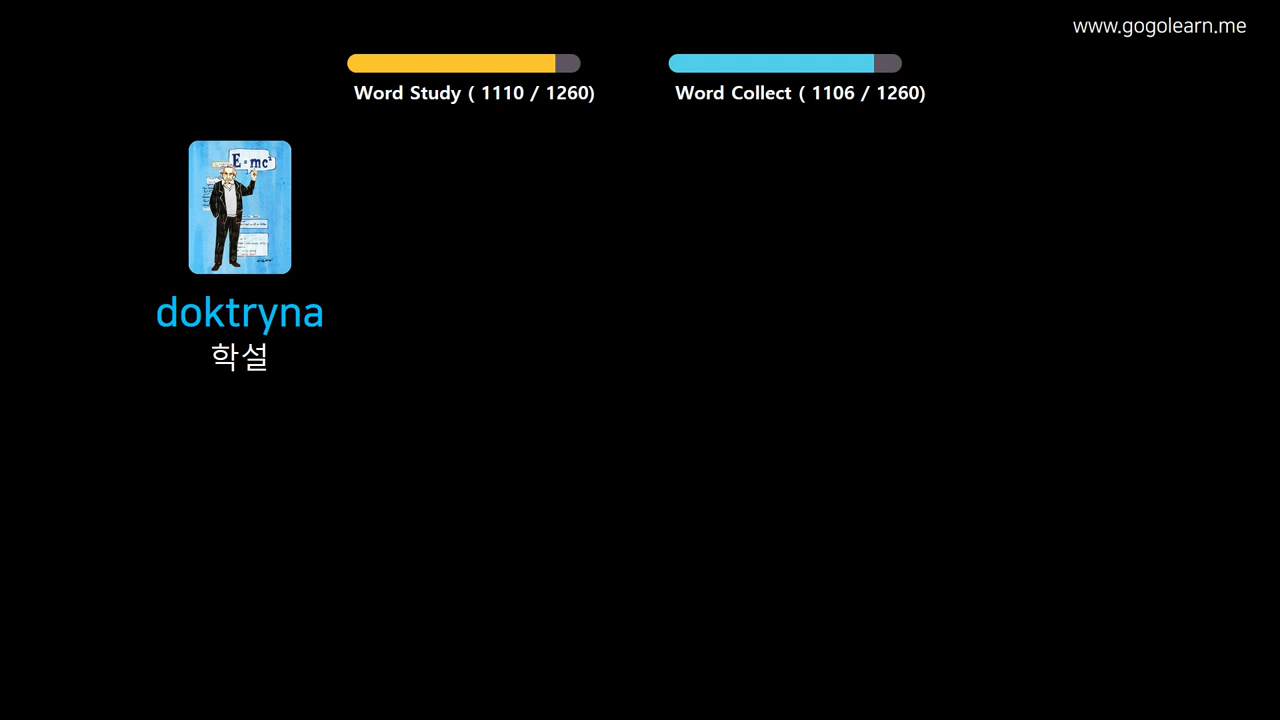 www.gogolearn.me
Word Study ( 1110 / 1260)
Word Collect ( 1106 / 1260)
E=mc²
doktryna
학설